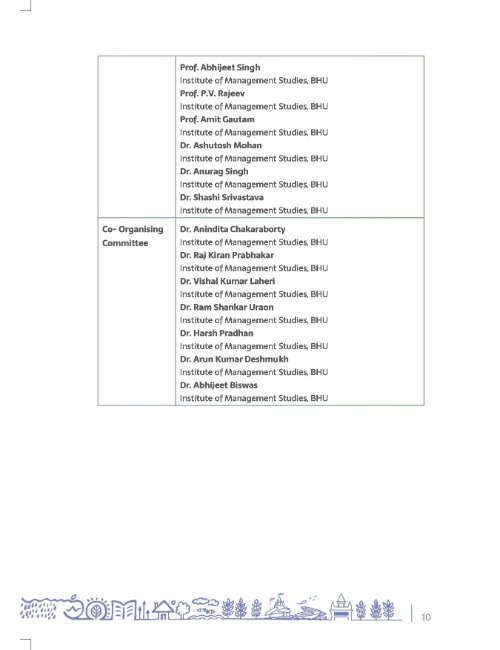 Prof. Abhijeet Singh
Institute of Management Studies, BHU
Prof. P.V. Rajeev
Institute of Management Studies, BHU
Prof. Amit Gautam
Institute of Management Studies, BHU
Dr. Ashutosh Mohan
Institute of Management Studies, BHU
Dr. Anurag Singh
Institute of Management Studies, BHU
Dr. Shashi Srivastava
Institute of Management Studies, BHU
Co- Organising
Committee
Dr. Anindita Chakaraborty
Institute of Management Studies, BHU
Dr. Raj Kiran Prabhakar
Institute of Management Studies, BHU
Dr. Vishal Kumar Laheri
Institute of Management Studies, BHU
Dr. Ram Shankar Uraon
Institute of Management Studies, BHU
Dr. Harsh Pradhan
Institute of Management Studies, BHU
Dr. Arun Kumar Deshmukh
Institute of Management Studies, BHU
Dr. Abhijeet Biswas
Institute of Management Studies, BHU
10